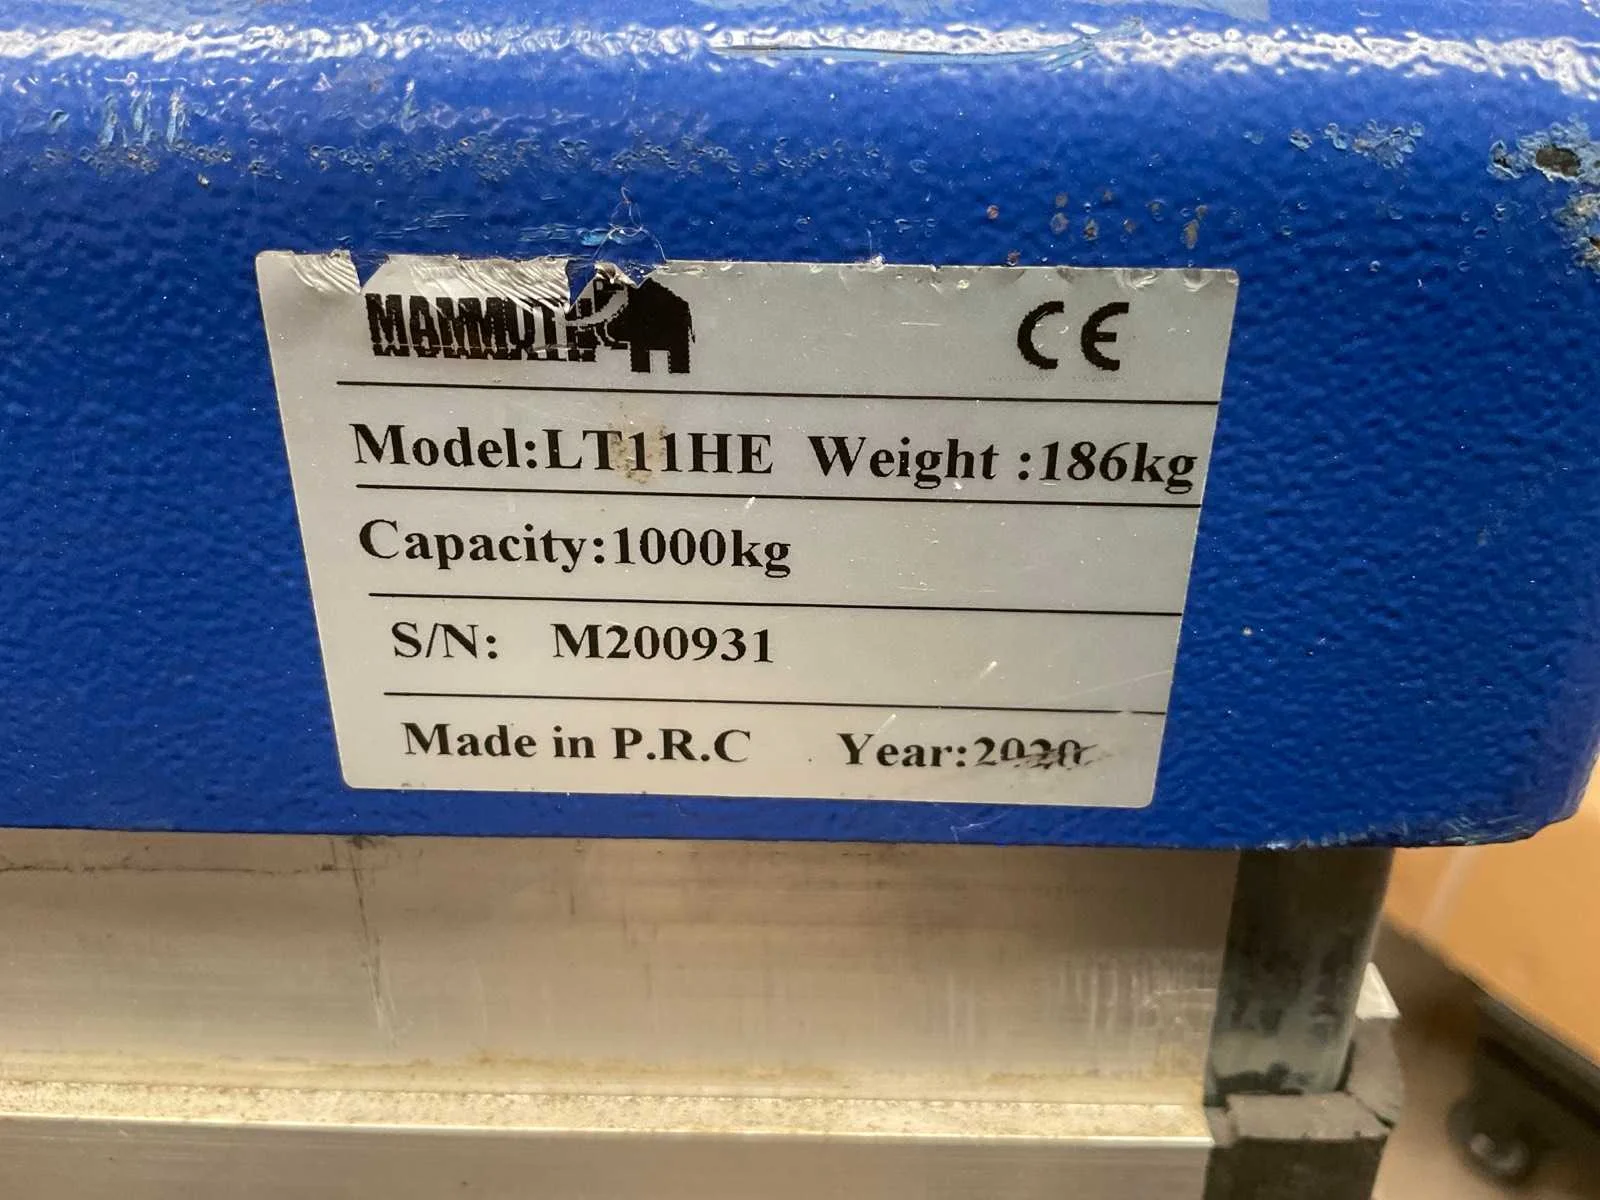 MAMMOTH CE
Model:LT11HE Weight :186kg
Capacity:1000kg
S/N: M200931
Made in P.R.C Year:2020